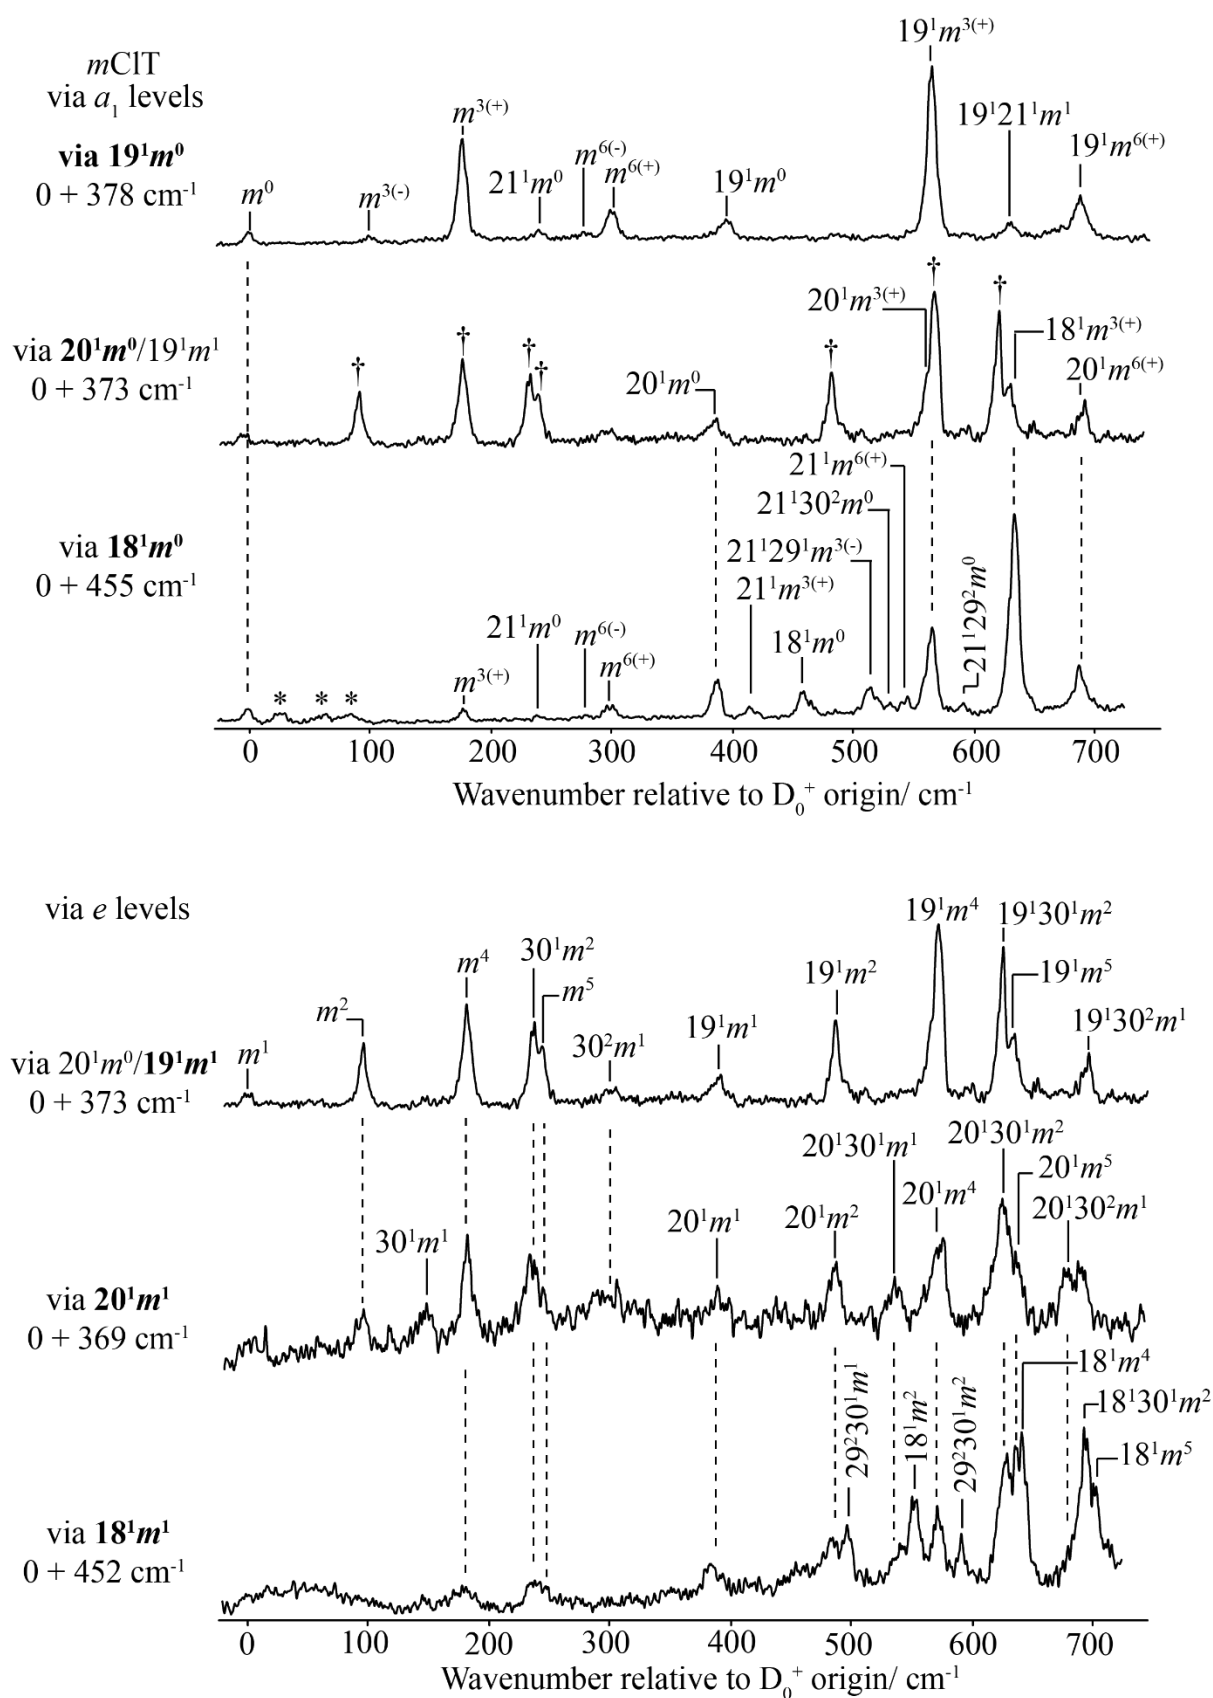 mClT
via a₁ levels
via 19¹m⁰
0 + 378 cm⁻¹
m⁰
m³⁽⁻⁾
m³⁽⁺⁾
21¹m⁰
m⁶⁽⁻⁾
m⁶⁽⁺⁾
19¹m⁰
19¹m³⁽⁺⁾
19¹21¹m¹
19¹m⁶⁽⁺⁾
via 20¹m⁰/19¹m¹
0 + 373 cm⁻¹
†
†
†
†
20¹m⁰
†
20¹m³⁽⁺⁾
†
†
18¹m³⁽⁺⁾
20¹m⁶⁽⁺⁾
via 18¹m⁰
0 + 455 cm⁻¹
*
*
*
m³⁽⁺⁾
21¹m⁰
m⁶⁽⁻⁾
m⁶⁽⁺⁾
21¹m³⁽⁺⁾
18¹m⁰
21¹29¹m³⁽⁻⁾
21¹30²m⁰
21¹m⁶⁽⁺⁾
21¹29²m⁰
0 100 200 300 400 500 600 700
Wavenumber relative to D₀⁺ origin/ cm⁻¹
via e levels
via 20¹m⁰/19¹m¹
0 + 373 cm⁻¹
m¹
m²
m⁴
30¹m²
m⁵
30²m¹
19¹m¹
19¹m²
19¹m⁴
19¹30¹m²
19¹m⁵
19¹30²m¹
via 20¹m¹
0 + 369 cm⁻¹
30¹m¹
20¹m¹
20¹m²
20¹30¹m¹
20¹m⁴
20¹30¹m²
20¹m⁵
20¹30²m¹
via 18¹m¹
0 + 452 cm⁻¹
29²30¹m¹
18¹m²
29²30¹m²
18¹m⁴
18¹30¹m²
18¹m⁵
0 100 200 300 400 500 600 700
Wavenumber relative to D₀⁺ origin/ cm⁻¹